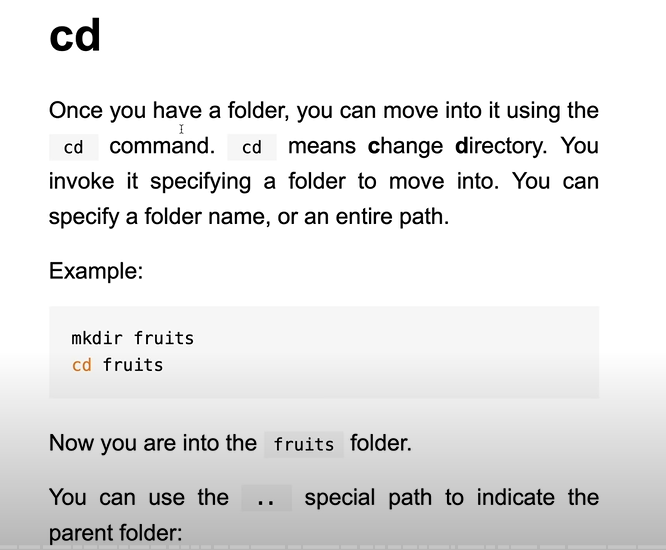 cd
Once you have a folder, you can move into it using the
cd command. cd means change directory. You
invoke it specifying a folder to move into. You can
specify a folder name, or an entire path.
Example:
mkdir fruits
cd fruits
Now you are into the fruits folder.
You can use the .. special path to indicate the
parent folder: